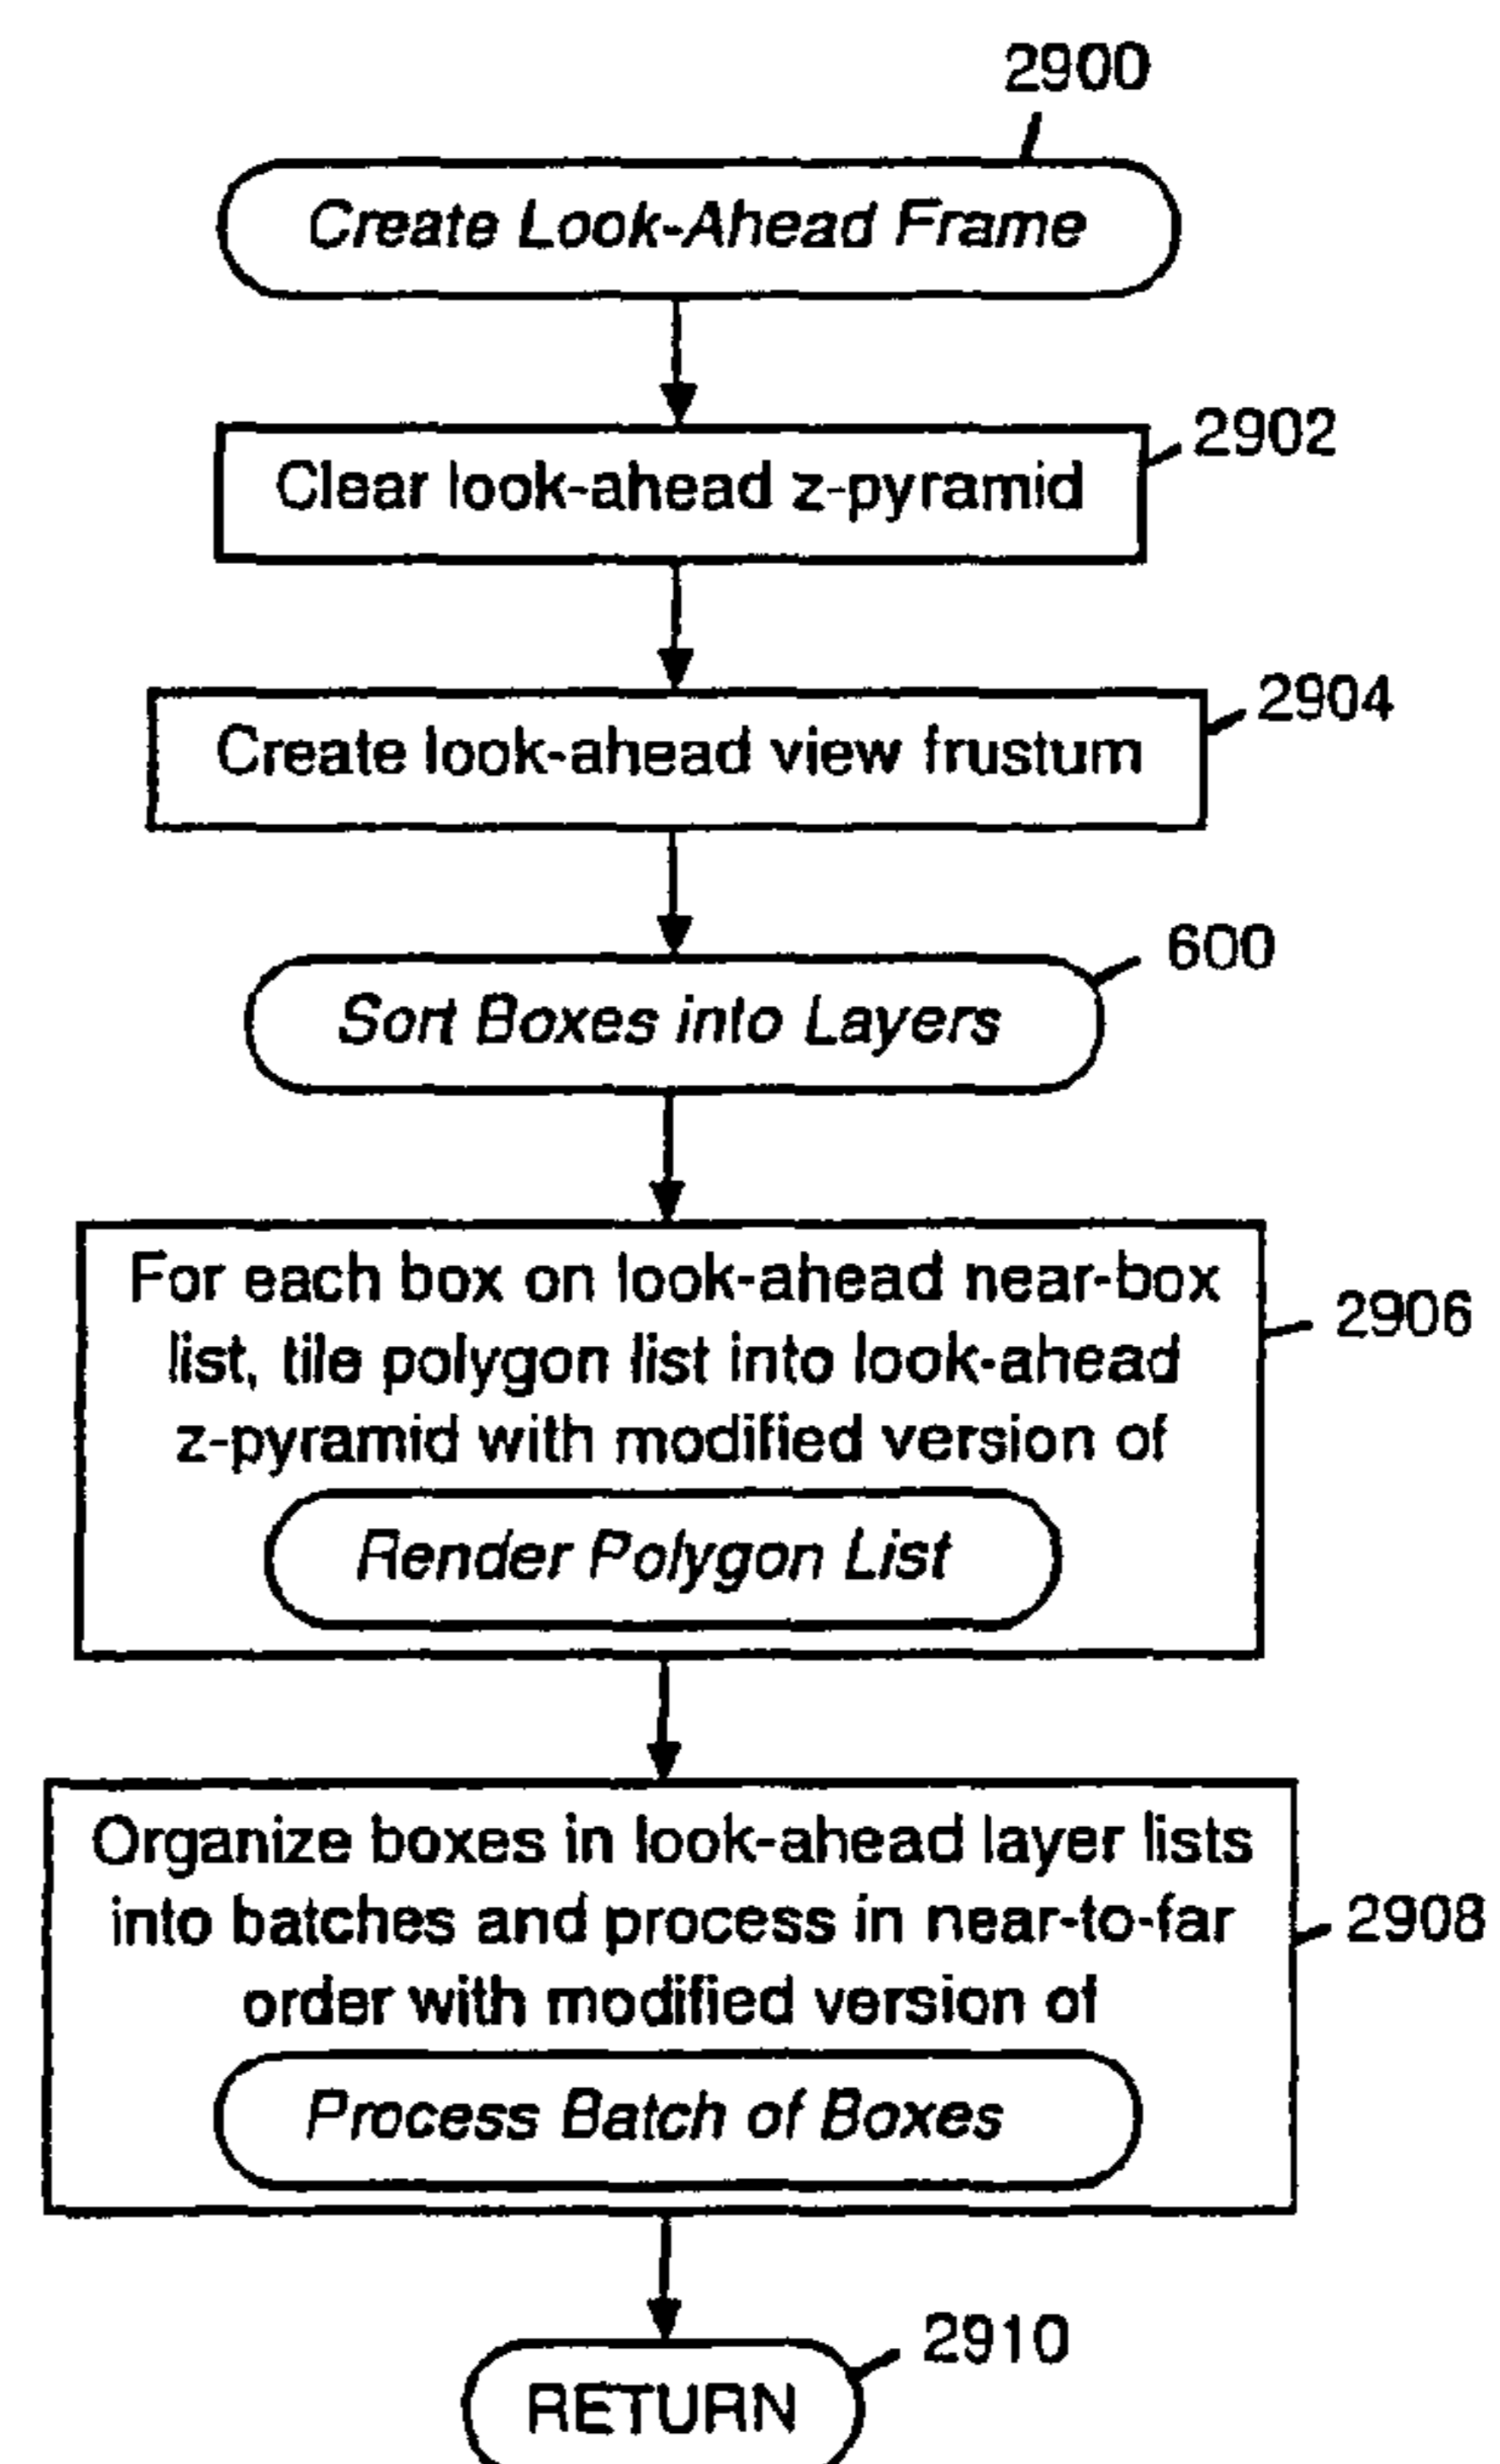 2900
Create Look-Ahead Frame
2902
Clear look-ahead z-pyramid
2904
Create look-ahead view frustum
600
Sort Boxes into Layers
For each box on look-ahead near-box
list, tile polygon list into look-ahead
z-pyramid with modified version of
Render Polygon List
2906
Organize boxes in look-ahead layer lists
into batches and process in near-to-far
order with modified version of
Process Batch of Boxes
2908
2910
RETURN